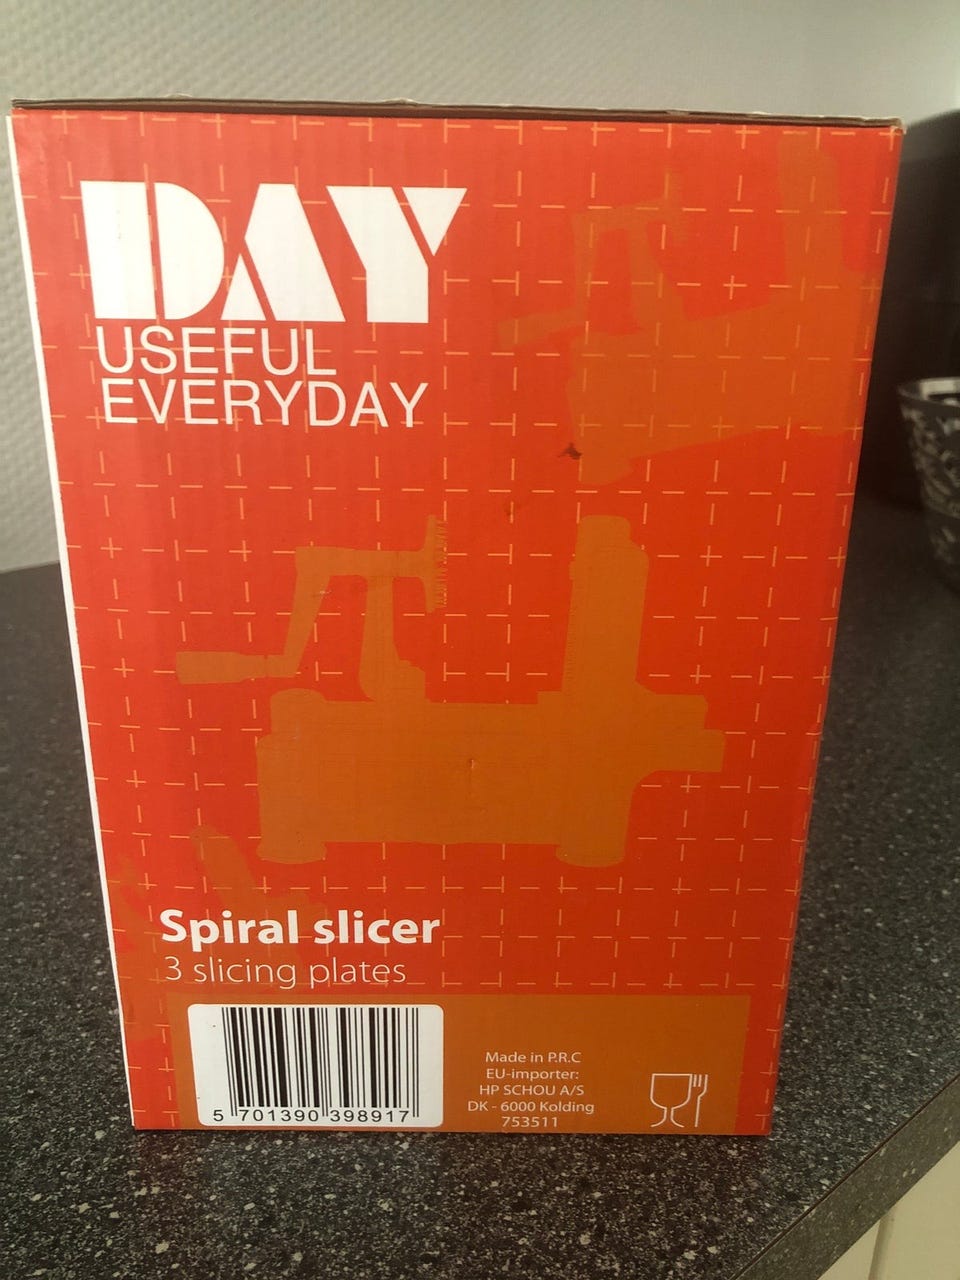 DAY
USEFUL
EVERYDAY
Spiral slicer
3 slicing plates
5 701390 398917
Made in P.R.C
EU-importer:
HP SCHOU A/S
DK - 6000 Kolding
753511